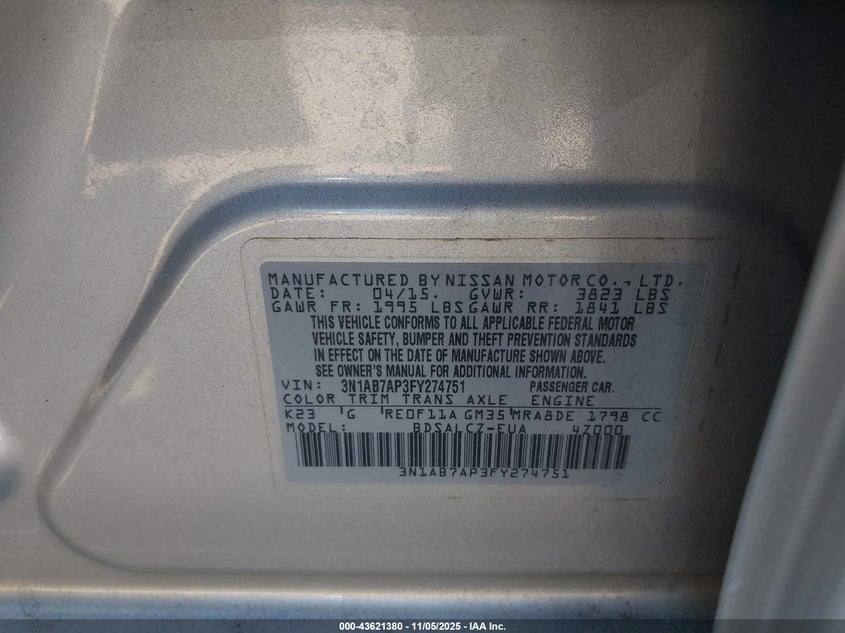 MANUFACTURED BY NISSAN MOTOR CO., LTD.
DATE: 04/15. GVWR: 3823 LBS
GAWR FR: 1995 LBS GAWR RR: 1841 LBS
THIS VEHICLE CONFORMS TO ALL APPLICABLE FEDERAL MOTOR
VEHICLE SAFETY, BUMPER AND THEFT PREVENTION STANDARDS
IN EFFECT ON THE DATE OF MANUFACTURE SHOWN ABOVE.
SEE OWNER'S MANUAL FOR ADDITIONAL INFORMATION.
VIN: 3N1AB7AP3FY274751 PASSENGER CAR.
COLOR TRIM TRANS AXLE ENGINE
K23 G RE0F11A GM35 MRA8DE 1798 CC
MODEL: BDSALCZ-EUA 4Z000
3N1AB7AP3FY274751
000-43621380 - 11/05/2025 - IAA Inc.